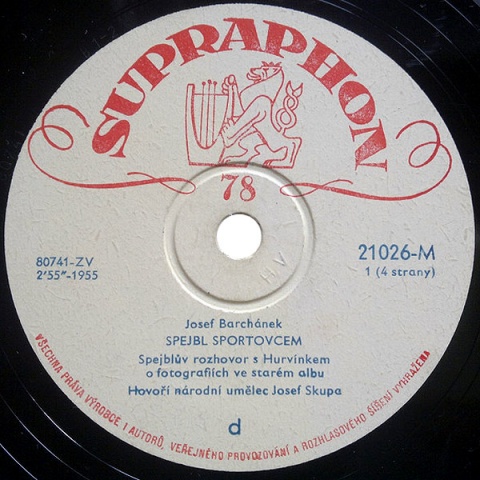 SUPRAPHON
78
80741-ZV
2'55"-1955
21026-M
1 (4 strany)
Josef Barchánek
SPEJBL SPORTOVCEM
Spejblův rozhovor s Hurvínkem
o fotografiích ve starém albu
Hovoří národní umělec Josef Skupa
d
VŠECHNA PRÁVA VÝROBCE I AUTORŮ, VEŘEJNÉHO PROVOZOVÁNÍ A ROZHLASOVÉHO ŠÍŘENÍ VYHRAŽENA